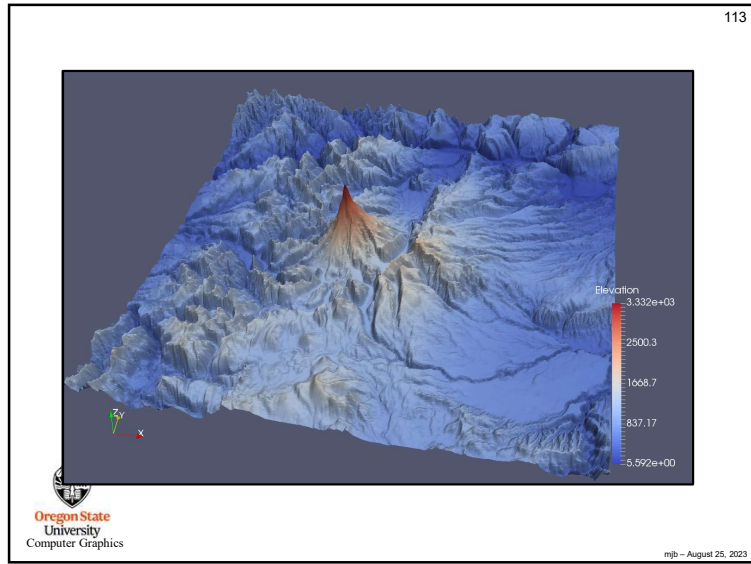 113
Elevation
3.332e+03
2500.3
1668.7
837.17
5.592e+00
Z
Y
X
Oregon State
University
Computer Graphics
mjb – August 25, 2023